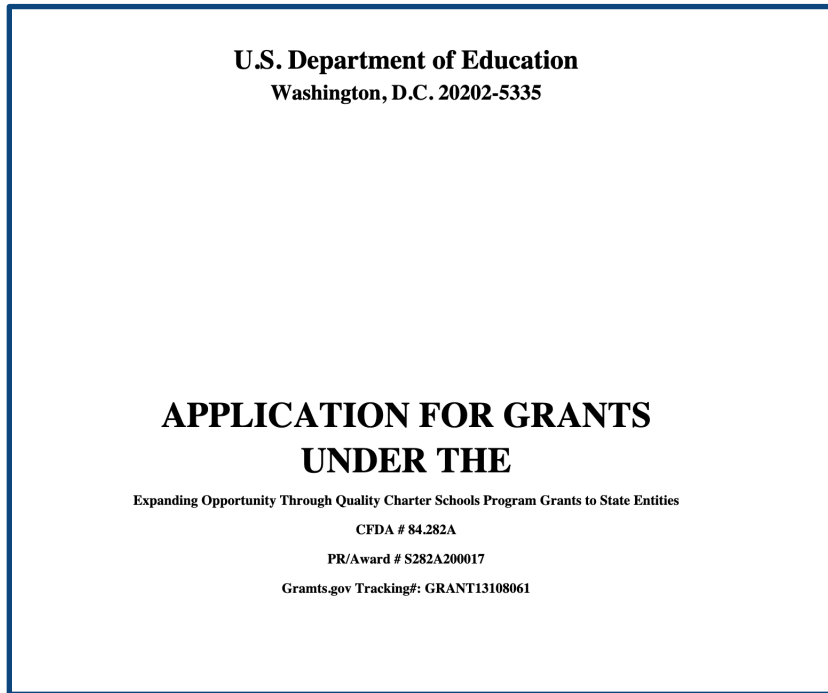 U.S. Department of Education
Washington, D.C. 20202-5335
APPLICATION FOR GRANTS
UNDER THE
Expanding Opportunity Through Quality Charter Schools Program Grants to State Entities
CFDA # 84.282A
PR/Award # S282A200017
Gramts.gov Tracking#: GRANT13108061